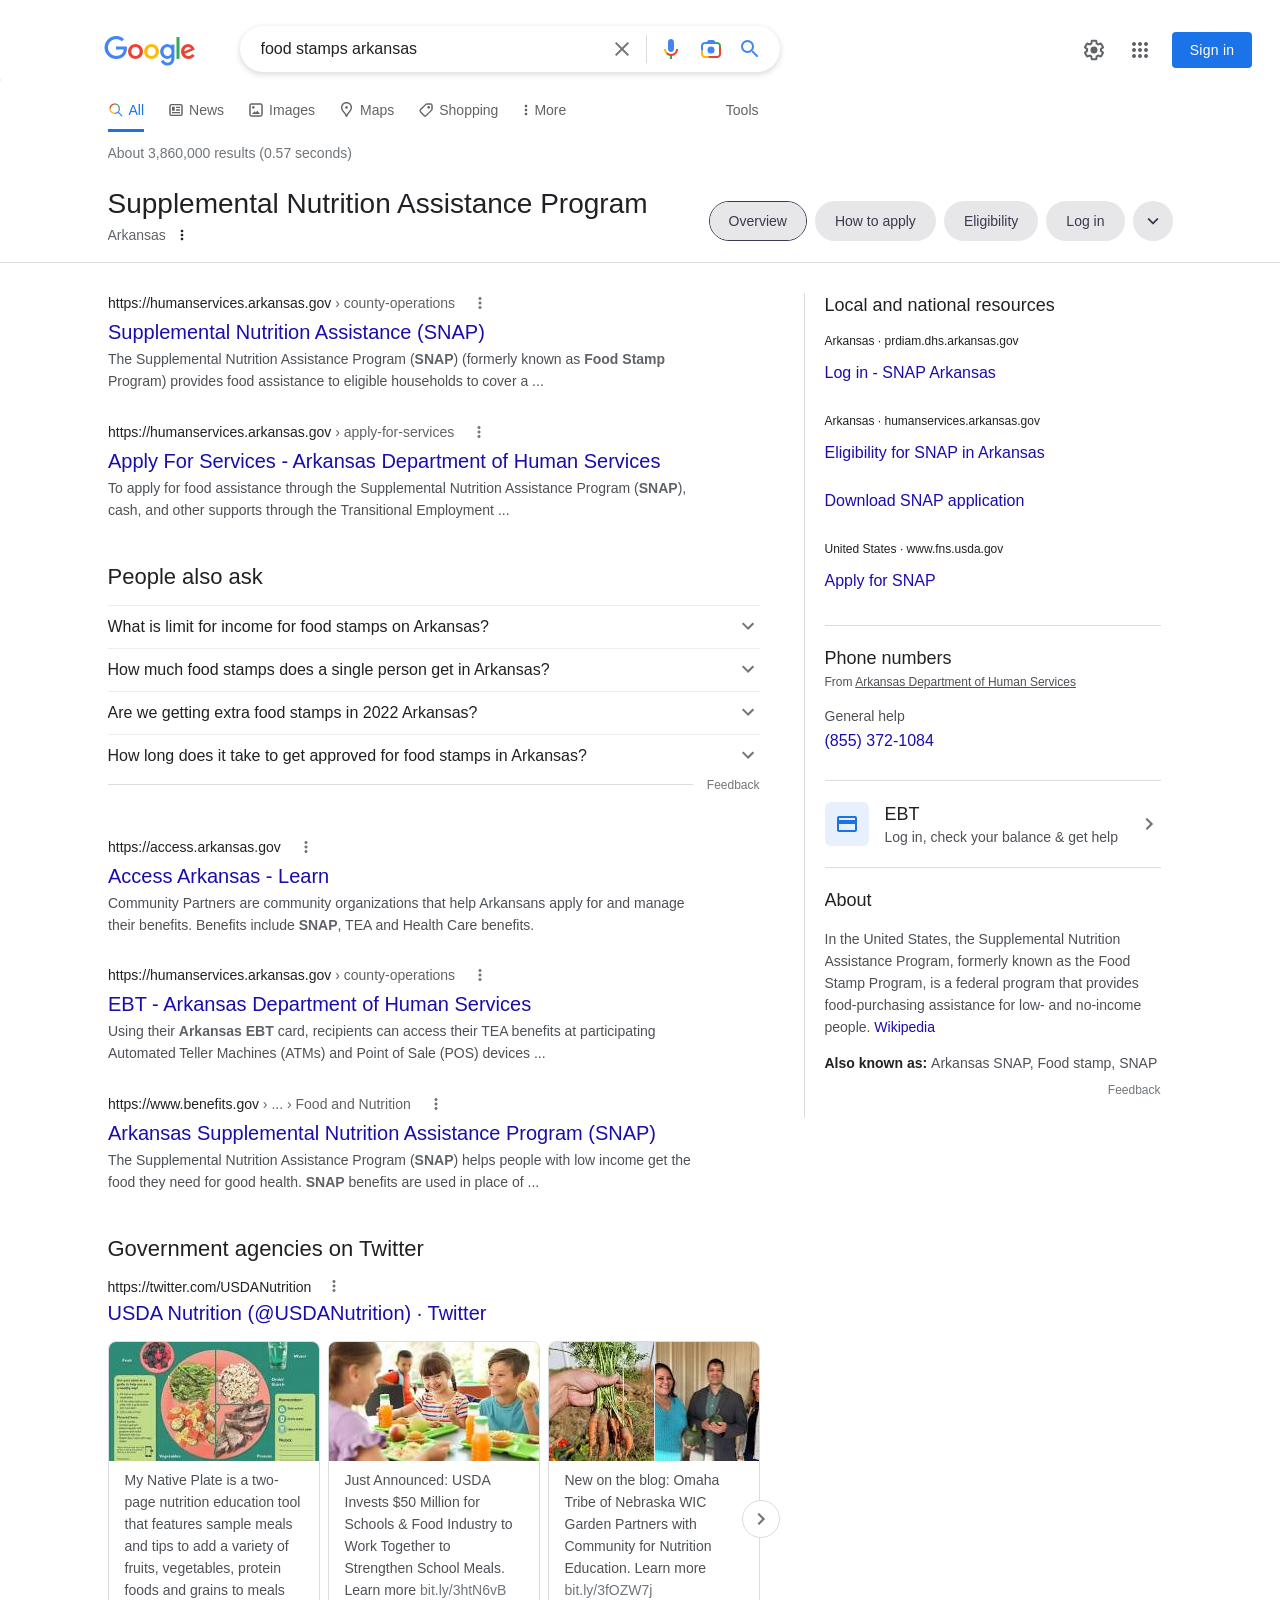 Google
food stamps arkansas
Sign in
All
News
Images
Maps
Shopping
More
Tools
About 3,860,000 results (0.57 seconds)
Supplemental Nutrition Assistance Program
Arkansas
Overview
How to apply
Eligibility
Log in
https://humanservices.arkansas.gov › county-operations
Supplemental Nutrition Assistance (SNAP)
The Supplemental Nutrition Assistance Program (SNAP) (formerly known as Food Stamp
Program) provides food assistance to eligible households to cover a ...
https://humanservices.arkansas.gov › apply-for-services
Apply For Services - Arkansas Department of Human Services
To apply for food assistance through the Supplemental Nutrition Assistance Program (SNAP),
cash, and other supports through the Transitional Employment ...
People also ask
What is limit for income for food stamps on Arkansas?
How much food stamps does a single person get in Arkansas?
Are we getting extra food stamps in 2022 Arkansas?
How long does it take to get approved for food stamps in Arkansas?
Feedback
https://access.arkansas.gov
Access Arkansas - Learn
Community Partners are community organizations that help Arkansans apply for and manage
their benefits. Benefits include SNAP, TEA and Health Care benefits.
https://humanservices.arkansas.gov › county-operations
EBT - Arkansas Department of Human Services
Using their Arkansas EBT card, recipients can access their TEA benefits at participating
Automated Teller Machines (ATMs) and Point of Sale (POS) devices ...
https://www.benefits.gov › ... › Food and Nutrition
Arkansas Supplemental Nutrition Assistance Program (SNAP)
The Supplemental Nutrition Assistance Program (SNAP) helps people with low income get the
food they need for good health. SNAP benefits are used in place of ...
Government agencies on Twitter
https://twitter.com/USDANutrition
USDA Nutrition (@USDANutrition) · Twitter
Fruit
Water
Vegetables
Protein
My Native Plate is a two-
page nutrition education tool
that features sample meals
and tips to add a variety of
fruits, vegetables, protein
foods and grains to meals
Just Announced: USDA
Invests $50 Million for
Schools & Food Industry to
Work Together to
Strengthen School Meals.
Learn more bit.ly/3htN6vB
New on the blog: Omaha
Tribe of Nebraska WIC
Garden Partners with
Community for Nutrition
Education. Learn more
bit.ly/3fOZW7j
Local and national resources
Arkansas · prdiam.dhs.arkansas.gov
Log in - SNAP Arkansas
Arkansas · humanservices.arkansas.gov
Eligibility for SNAP in Arkansas
Download SNAP application
United States · www.fns.usda.gov
Apply for SNAP
Phone numbers
From Arkansas Department of Human Services
General help
(855) 372-1084
EBT
Log in, check your balance & get help
About
In the United States, the Supplemental Nutrition
Assistance Program, formerly known as the Food
Stamp Program, is a federal program that provides
food-purchasing assistance for low- and no-income
people. Wikipedia
Also known as: Arkansas SNAP, Food stamp, SNAP
Feedback